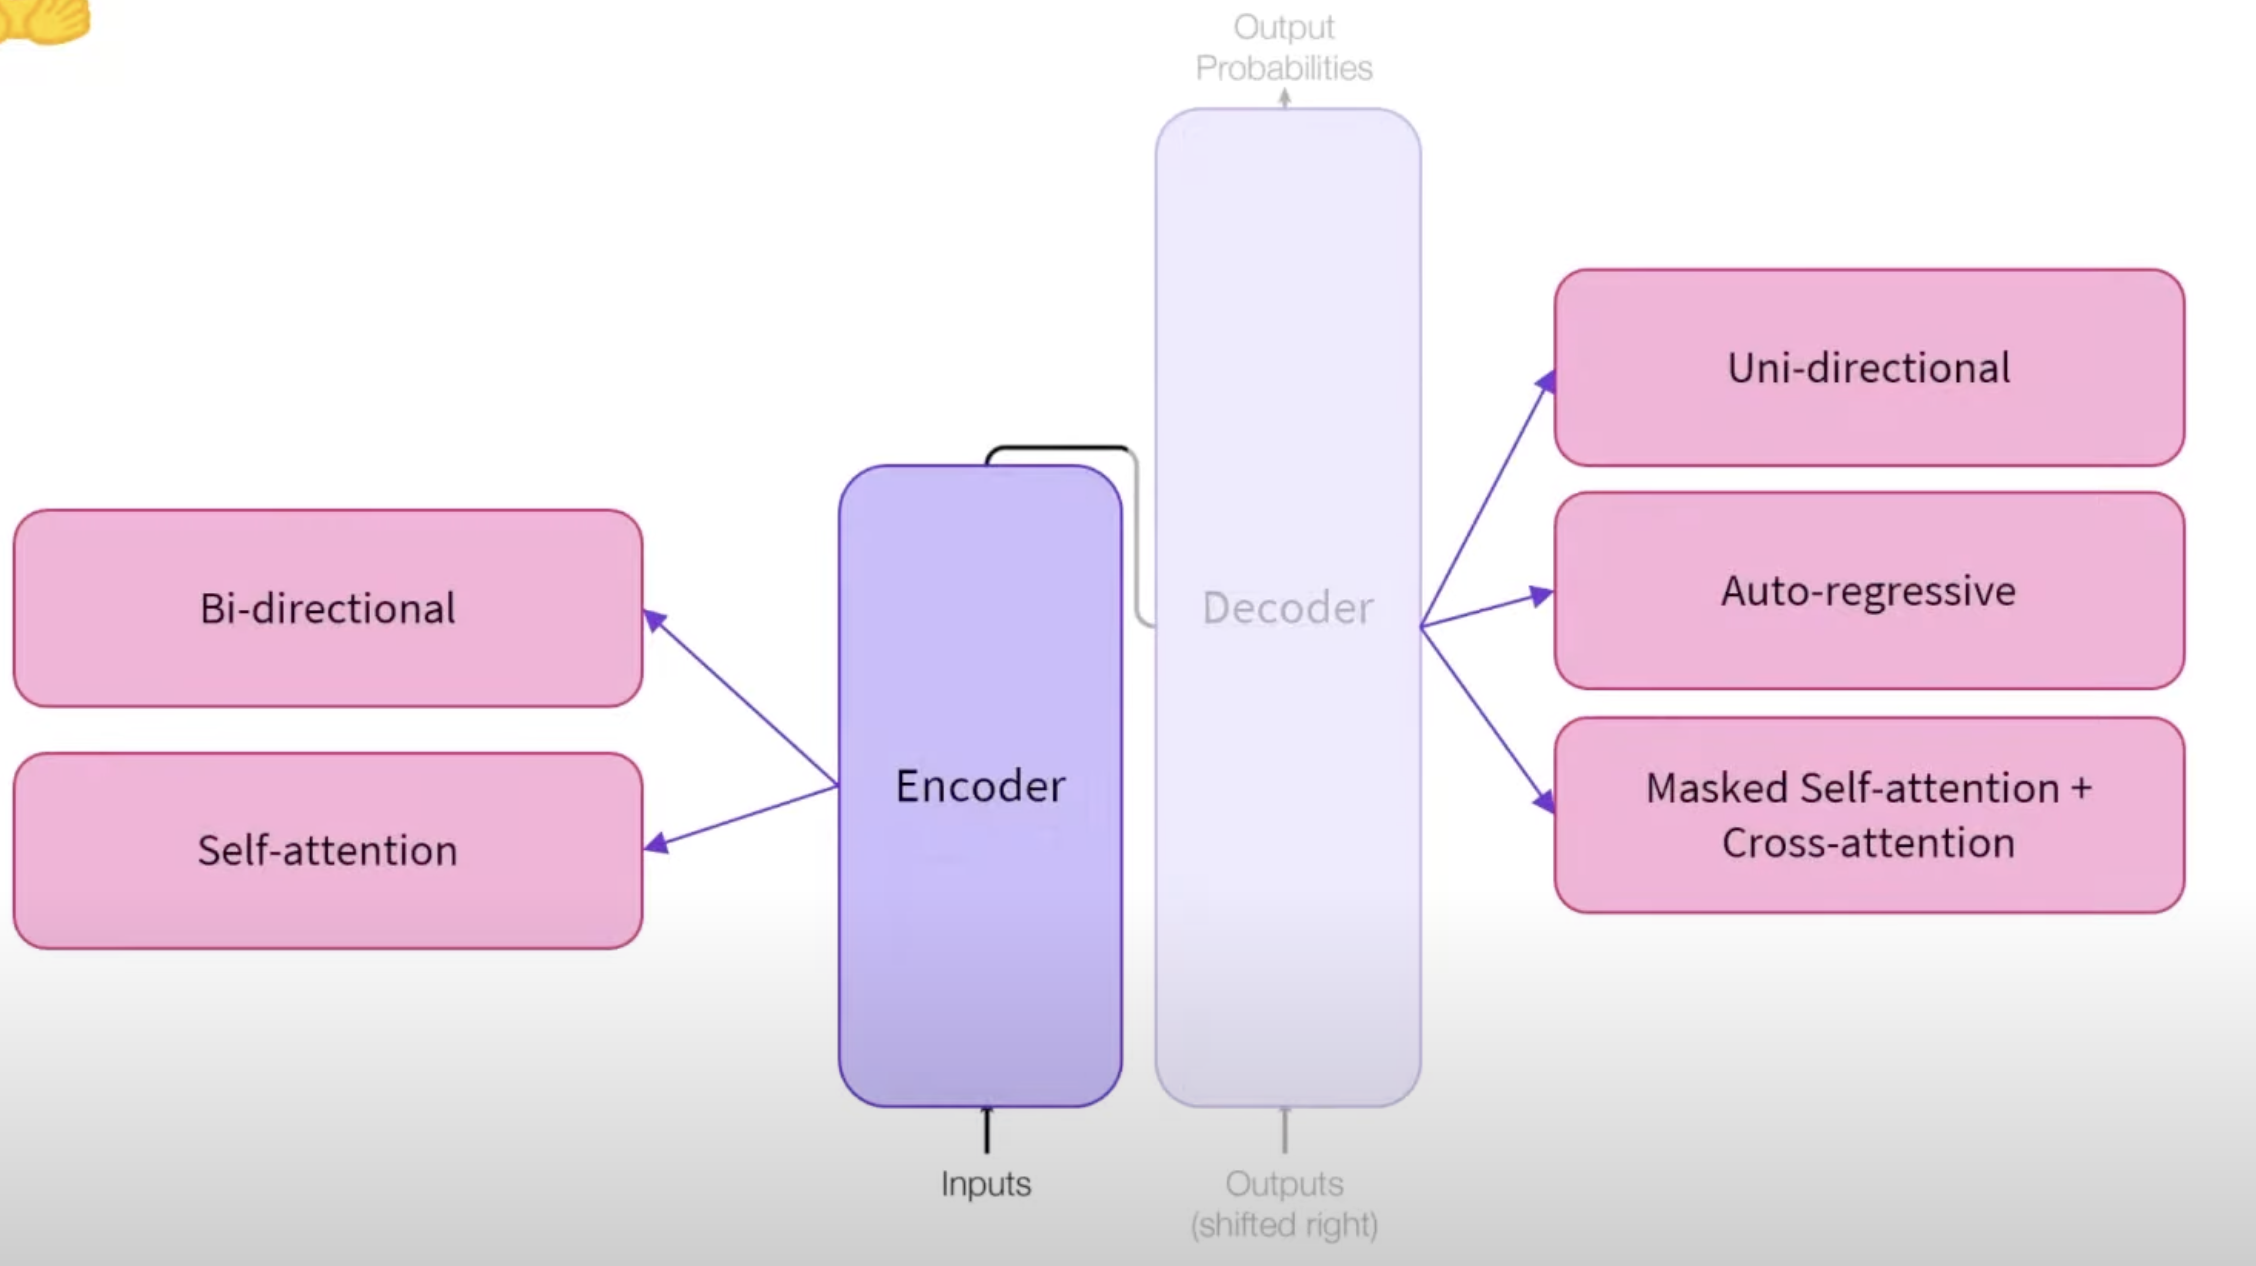 Output
Probabilities
Uni-directional
Bi-directional
Decoder
Auto-regressive
Self-attention
Encoder
Masked Self-attention +
Cross-attention
Inputs
Outputs
(shifted right)